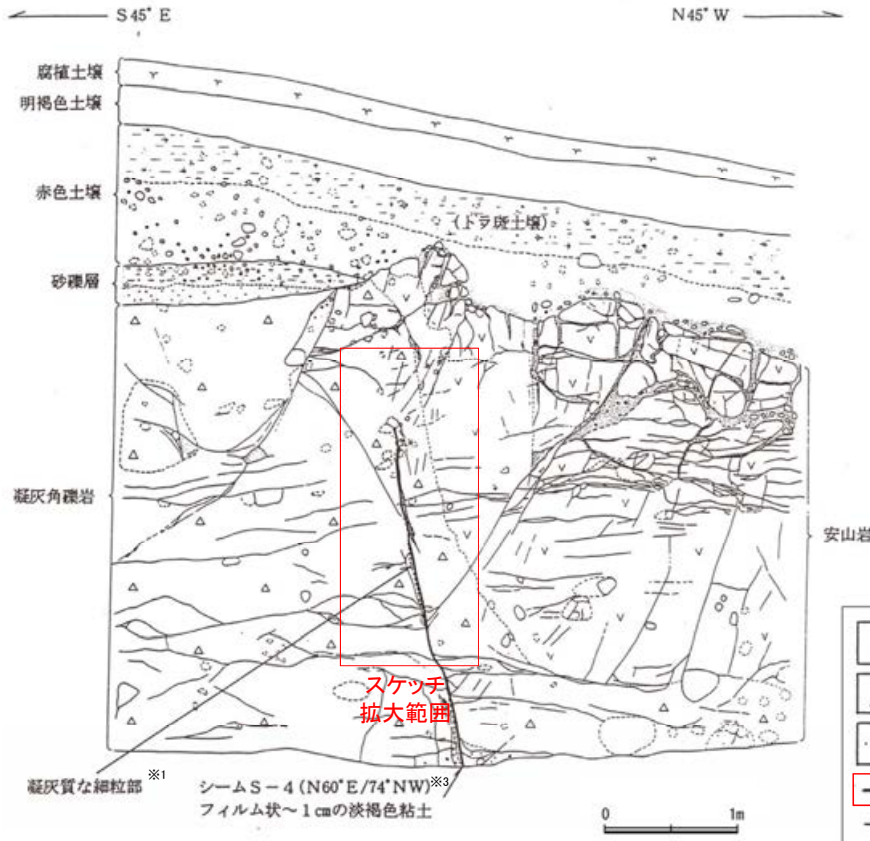 S45°E
N45°W
腐植土壌
明褐色土壌
赤色土壌
(トラ斑土壌)
砂礫層
凝灰角礫岩
安山岩
スケッチ
拡大範囲
凝灰質な細粒部 ※1
シームS-4 (N60°E/74°NW) ※3
フィルム状~1cmの淡褐色粘土
0 1m